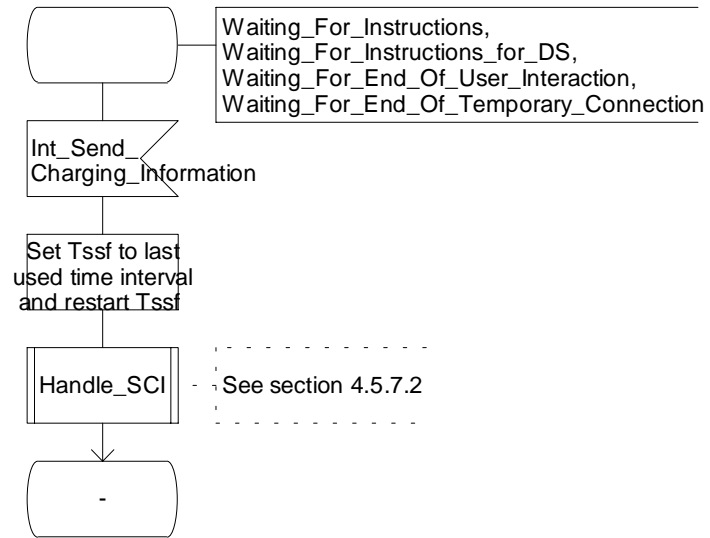 Waiting_For_Instructions,
Waiting_For_Instructions_for_DS,
Waiting_For_End_Of_User_Interaction,
Waiting_For_End_Of_Temporary_Connection
Int_Send_
Charging_Information
Set Tssf to last
used time interval
and restart Tssf
Handle_SCI
See section 4.5.7.2
-